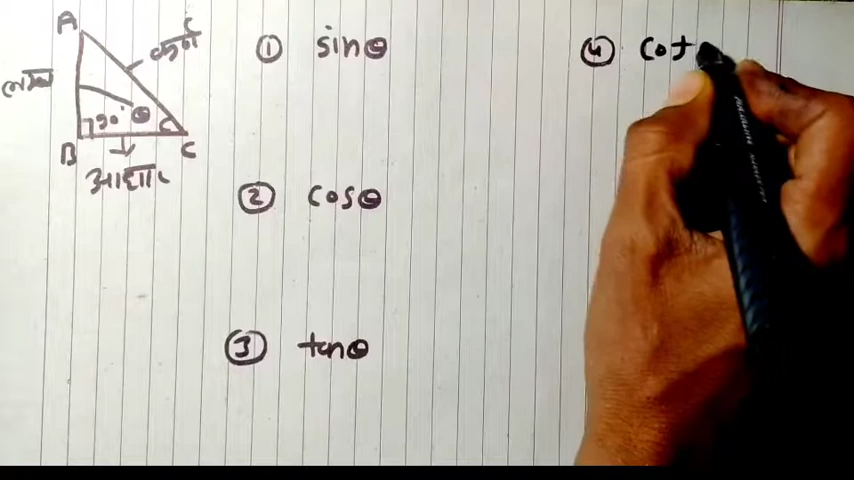 A
कर्ण
लम्ब
90° θ
B C
आधार
① sinθ
② cosθ
③ tanθ
④ cot